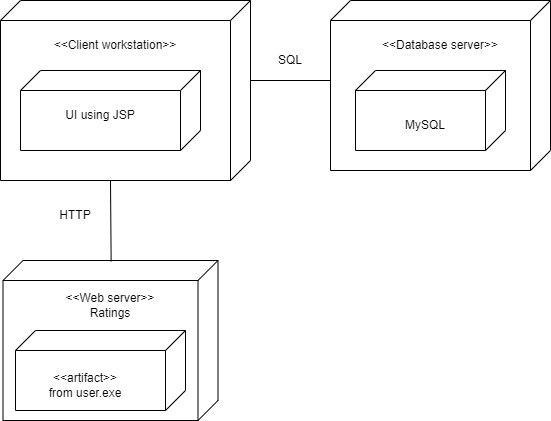 <<Client workstation>>
UI using JSP
SQL
<<Database server>>
MySQL
HTTP
<<Web server>>
Ratings
<<artifact>>
from user.exe